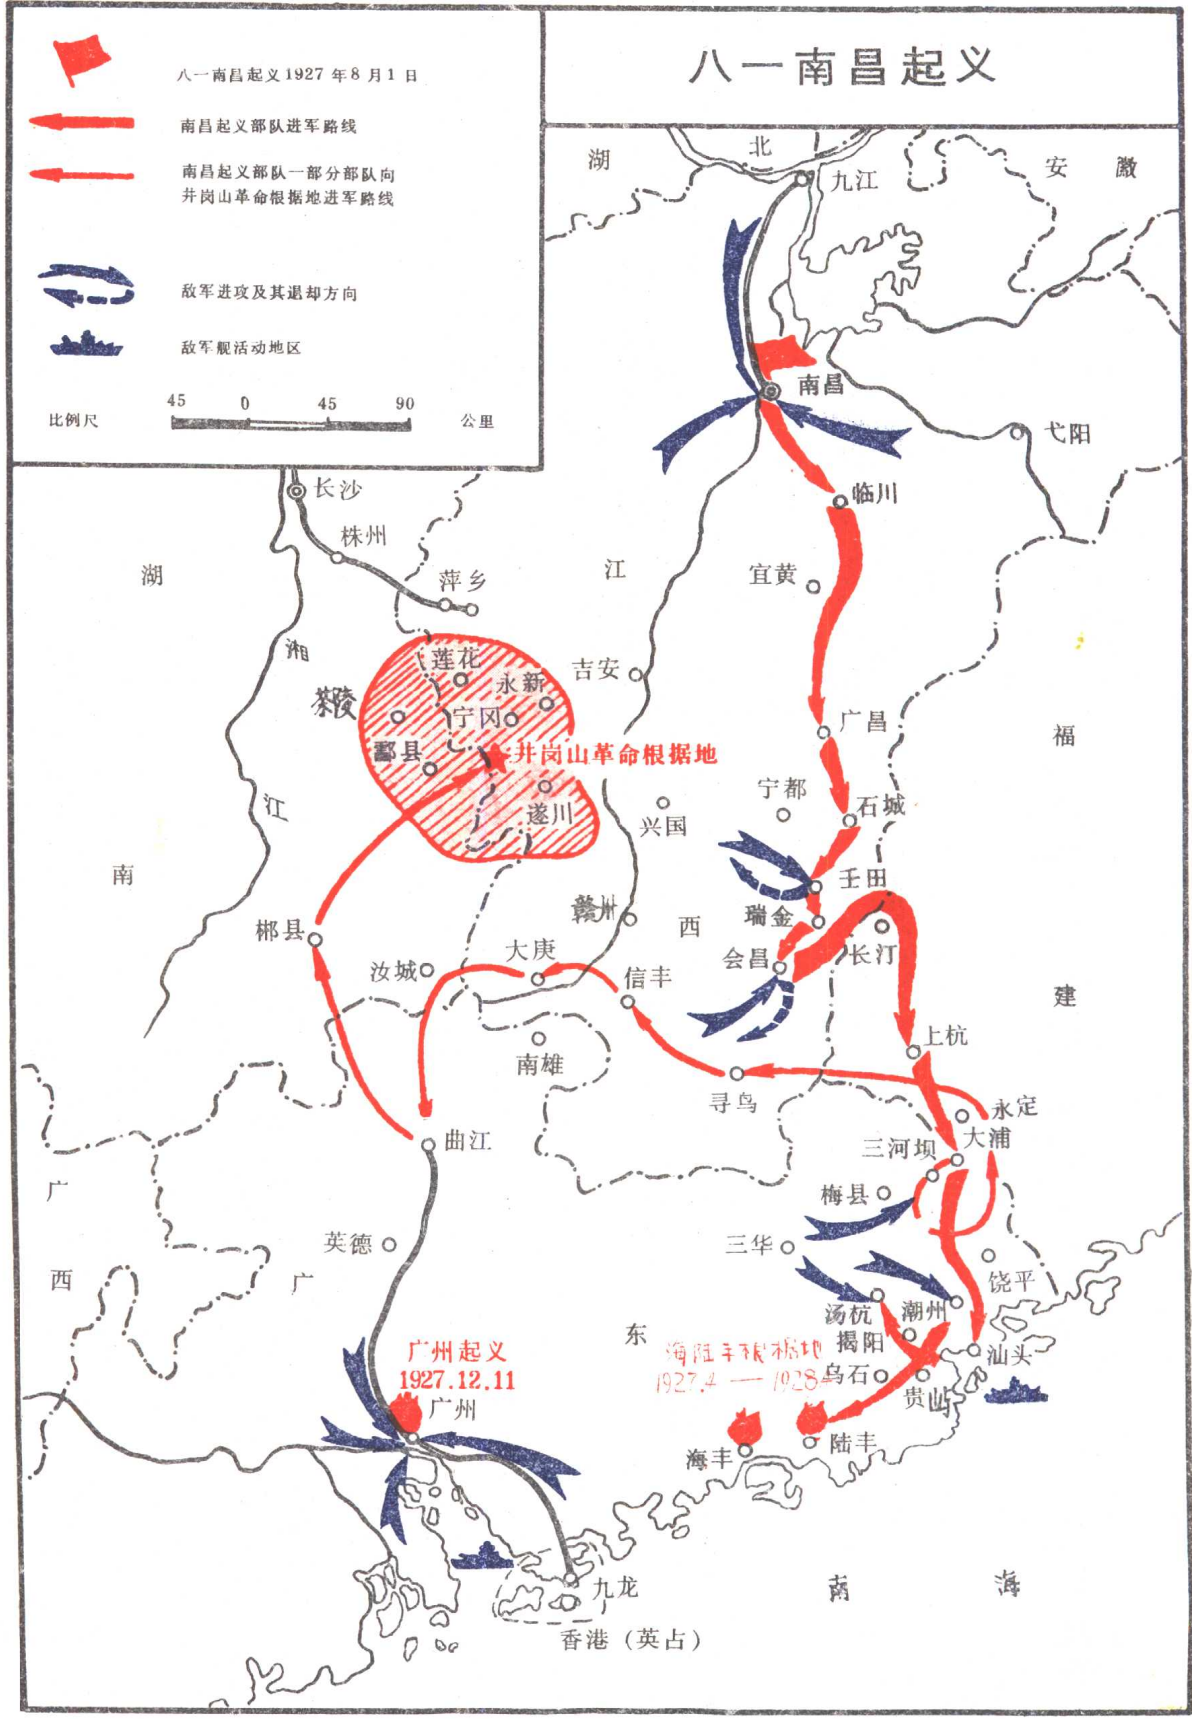 八一南昌起义
八一南昌起义1927年8月1日
南昌起义部队进军路线
南昌起义部队一部分部队向
井岗山革命根据地进军路线
敌军进攻及其退却方向
敌军舰活动地区
比例尺
45 0 45 90
公里
湖
北
安
九江
南昌
弋阳
临川
长沙
株州
萍乡
湖
江
宜黄
湘
莲花
永新
吉安
茶陵
宁冈
酃县
井岗山革命根据地
广昌
福
江
遂川
兴国
宁都
石城
南
壬田
赣州
西
瑞金
郴县
大庚
会昌
长汀
汝城
信丰
建
南雄
上杭
寻鸟
永定
曲江
三河坝
大浦
广
梅县
英德
三华
西
广
饶平
汤杭
潮州
东
揭阳
汕头
广州起义
1927.12.11
乌石
贵屿
1927.4 — 1928
广州
海丰
陆丰
九龙
南
海
香港(英占)